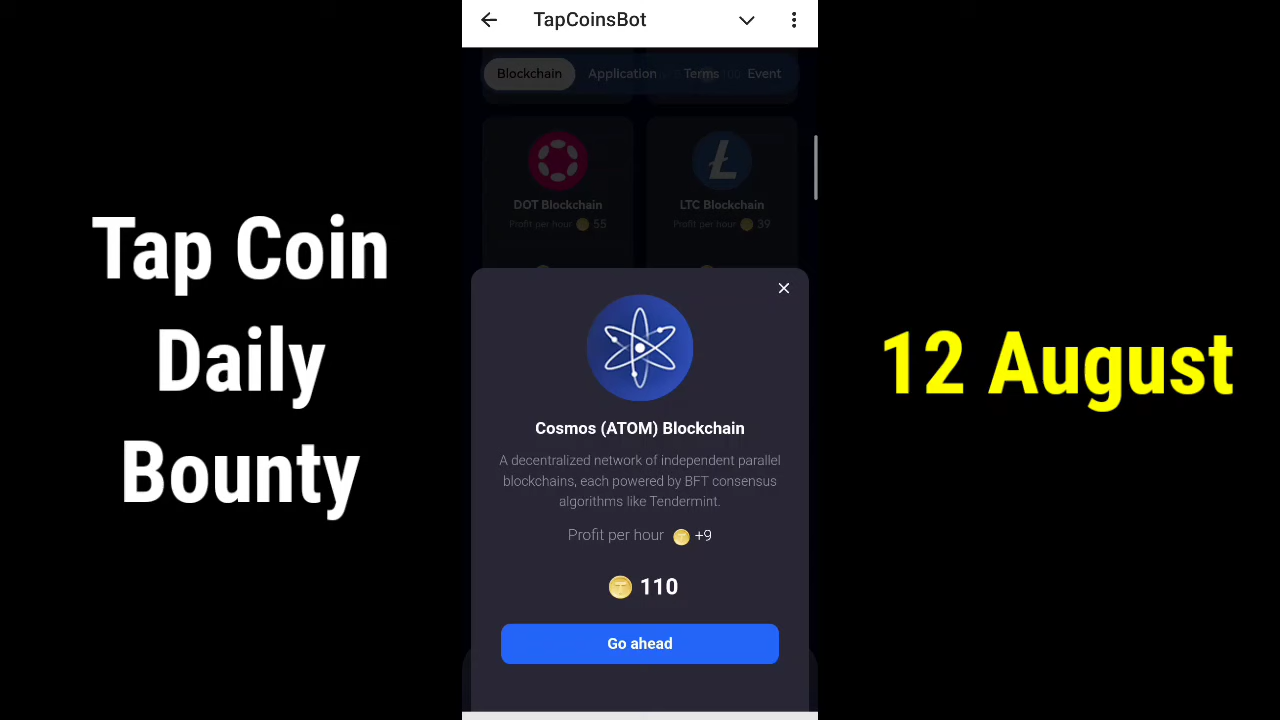 TapCoinsBot
Blockchain Application Terms Event
DOT Blockchain
Profit per hour 55
LTC Blockchain
Profit per hour 39
Tap Coin
Daily
Bounty
Cosmos (ATOM) Blockchain
A decentralized network of independent parallel
blockchains, each powered by BFT consensus
algorithms like Tendermint.
Profit per hour +9
110
Go ahead
12 August